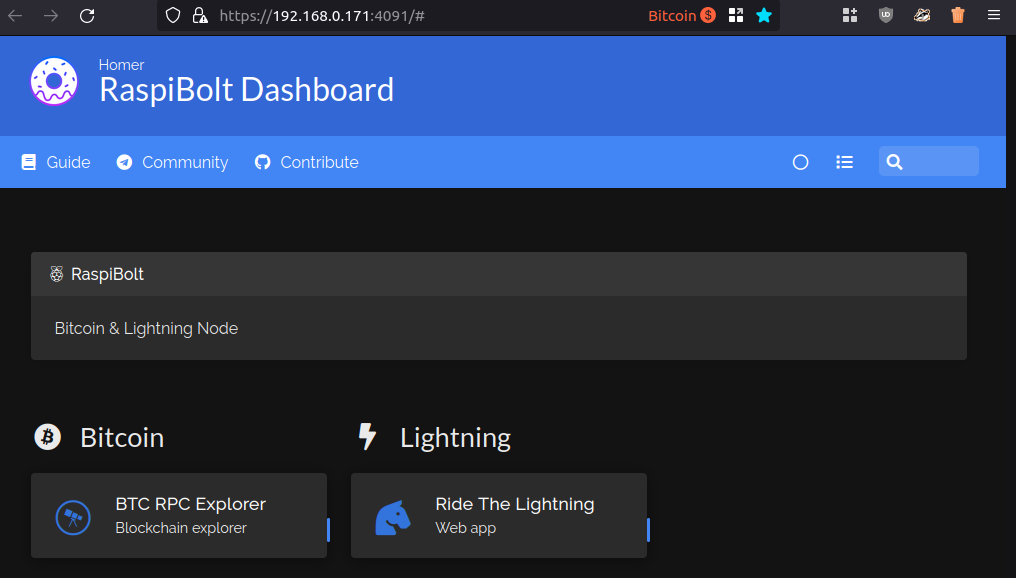 https://192.168.0.171:4091/#
Bitcoin
Homer
RaspiBolt Dashboard
Guide
Community
Contribute
RaspiBolt
Bitcoin & Lightning Node
Bitcoin
Lightning
BTC RPC Explorer
Blockchain explorer
Ride The Lightning
Web app